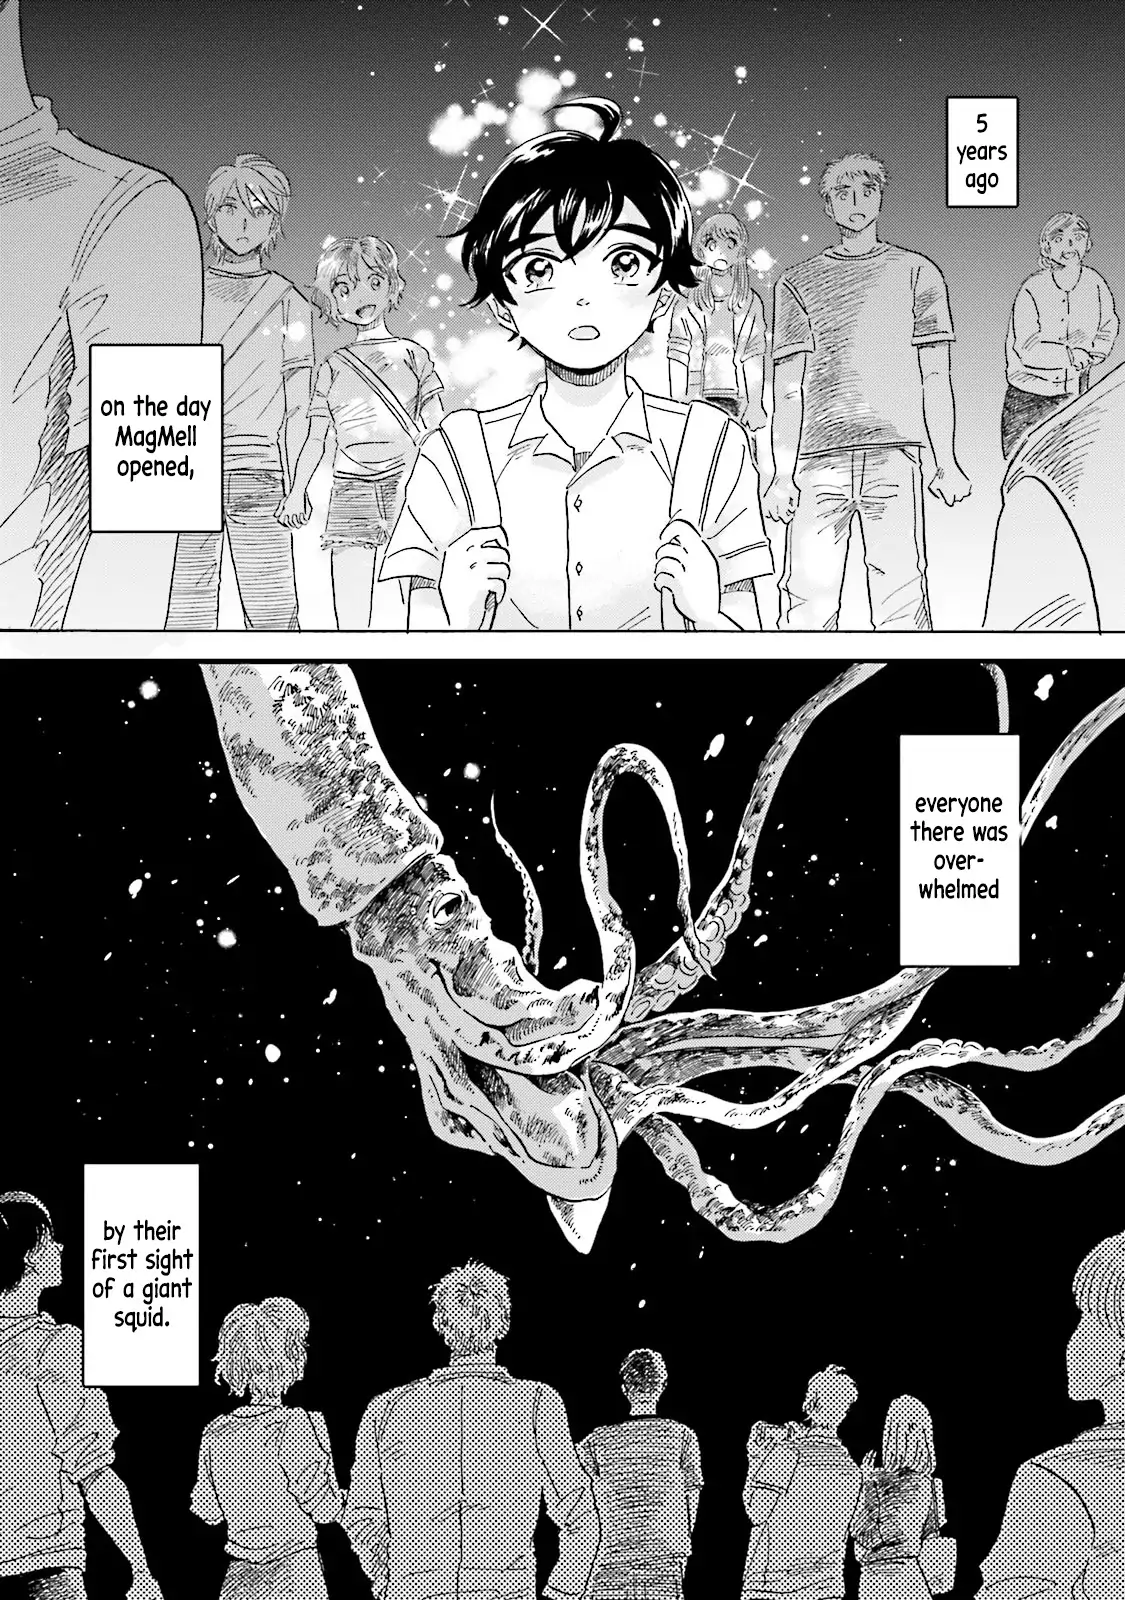 5
years
ago
on the day
MagMell
opened,
everyone
there was
over-
whelmed
by their
first sight
of a giant
squid.